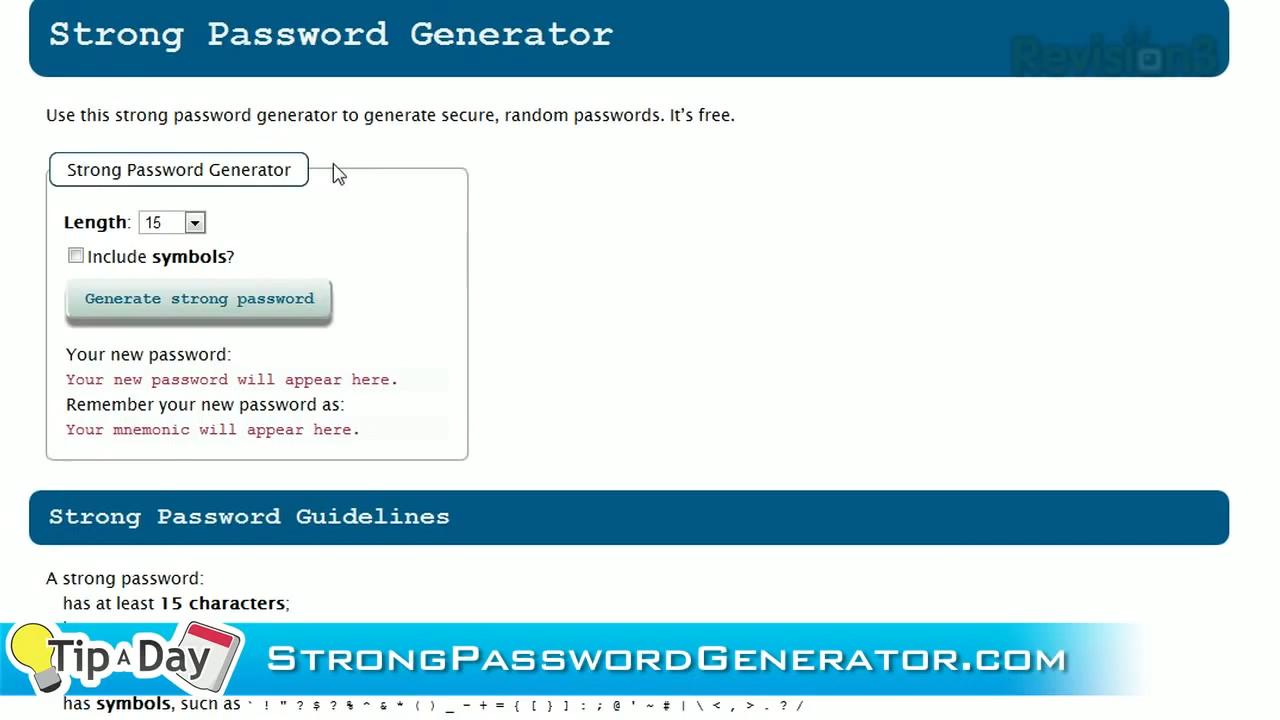 Strong Password Generator
Revision3
Use this strong password generator to generate secure, random passwords. It's free.
Strong Password Generator
Length: 15
Include symbols?
Generate strong password
Your new password:
Your new password will appear here.
Remember your new password as:
Your mnemonic will appear here.
Strong Password Guidelines
A strong password:
has at least 15 characters;
Tip A Day
StrongPasswordGenerator.com
has symbols, such as ` ! " ? $ ? % ^ & * ( ) _ - + = { [ } ] : ; @ ' ~ # | \ < , > . ? /